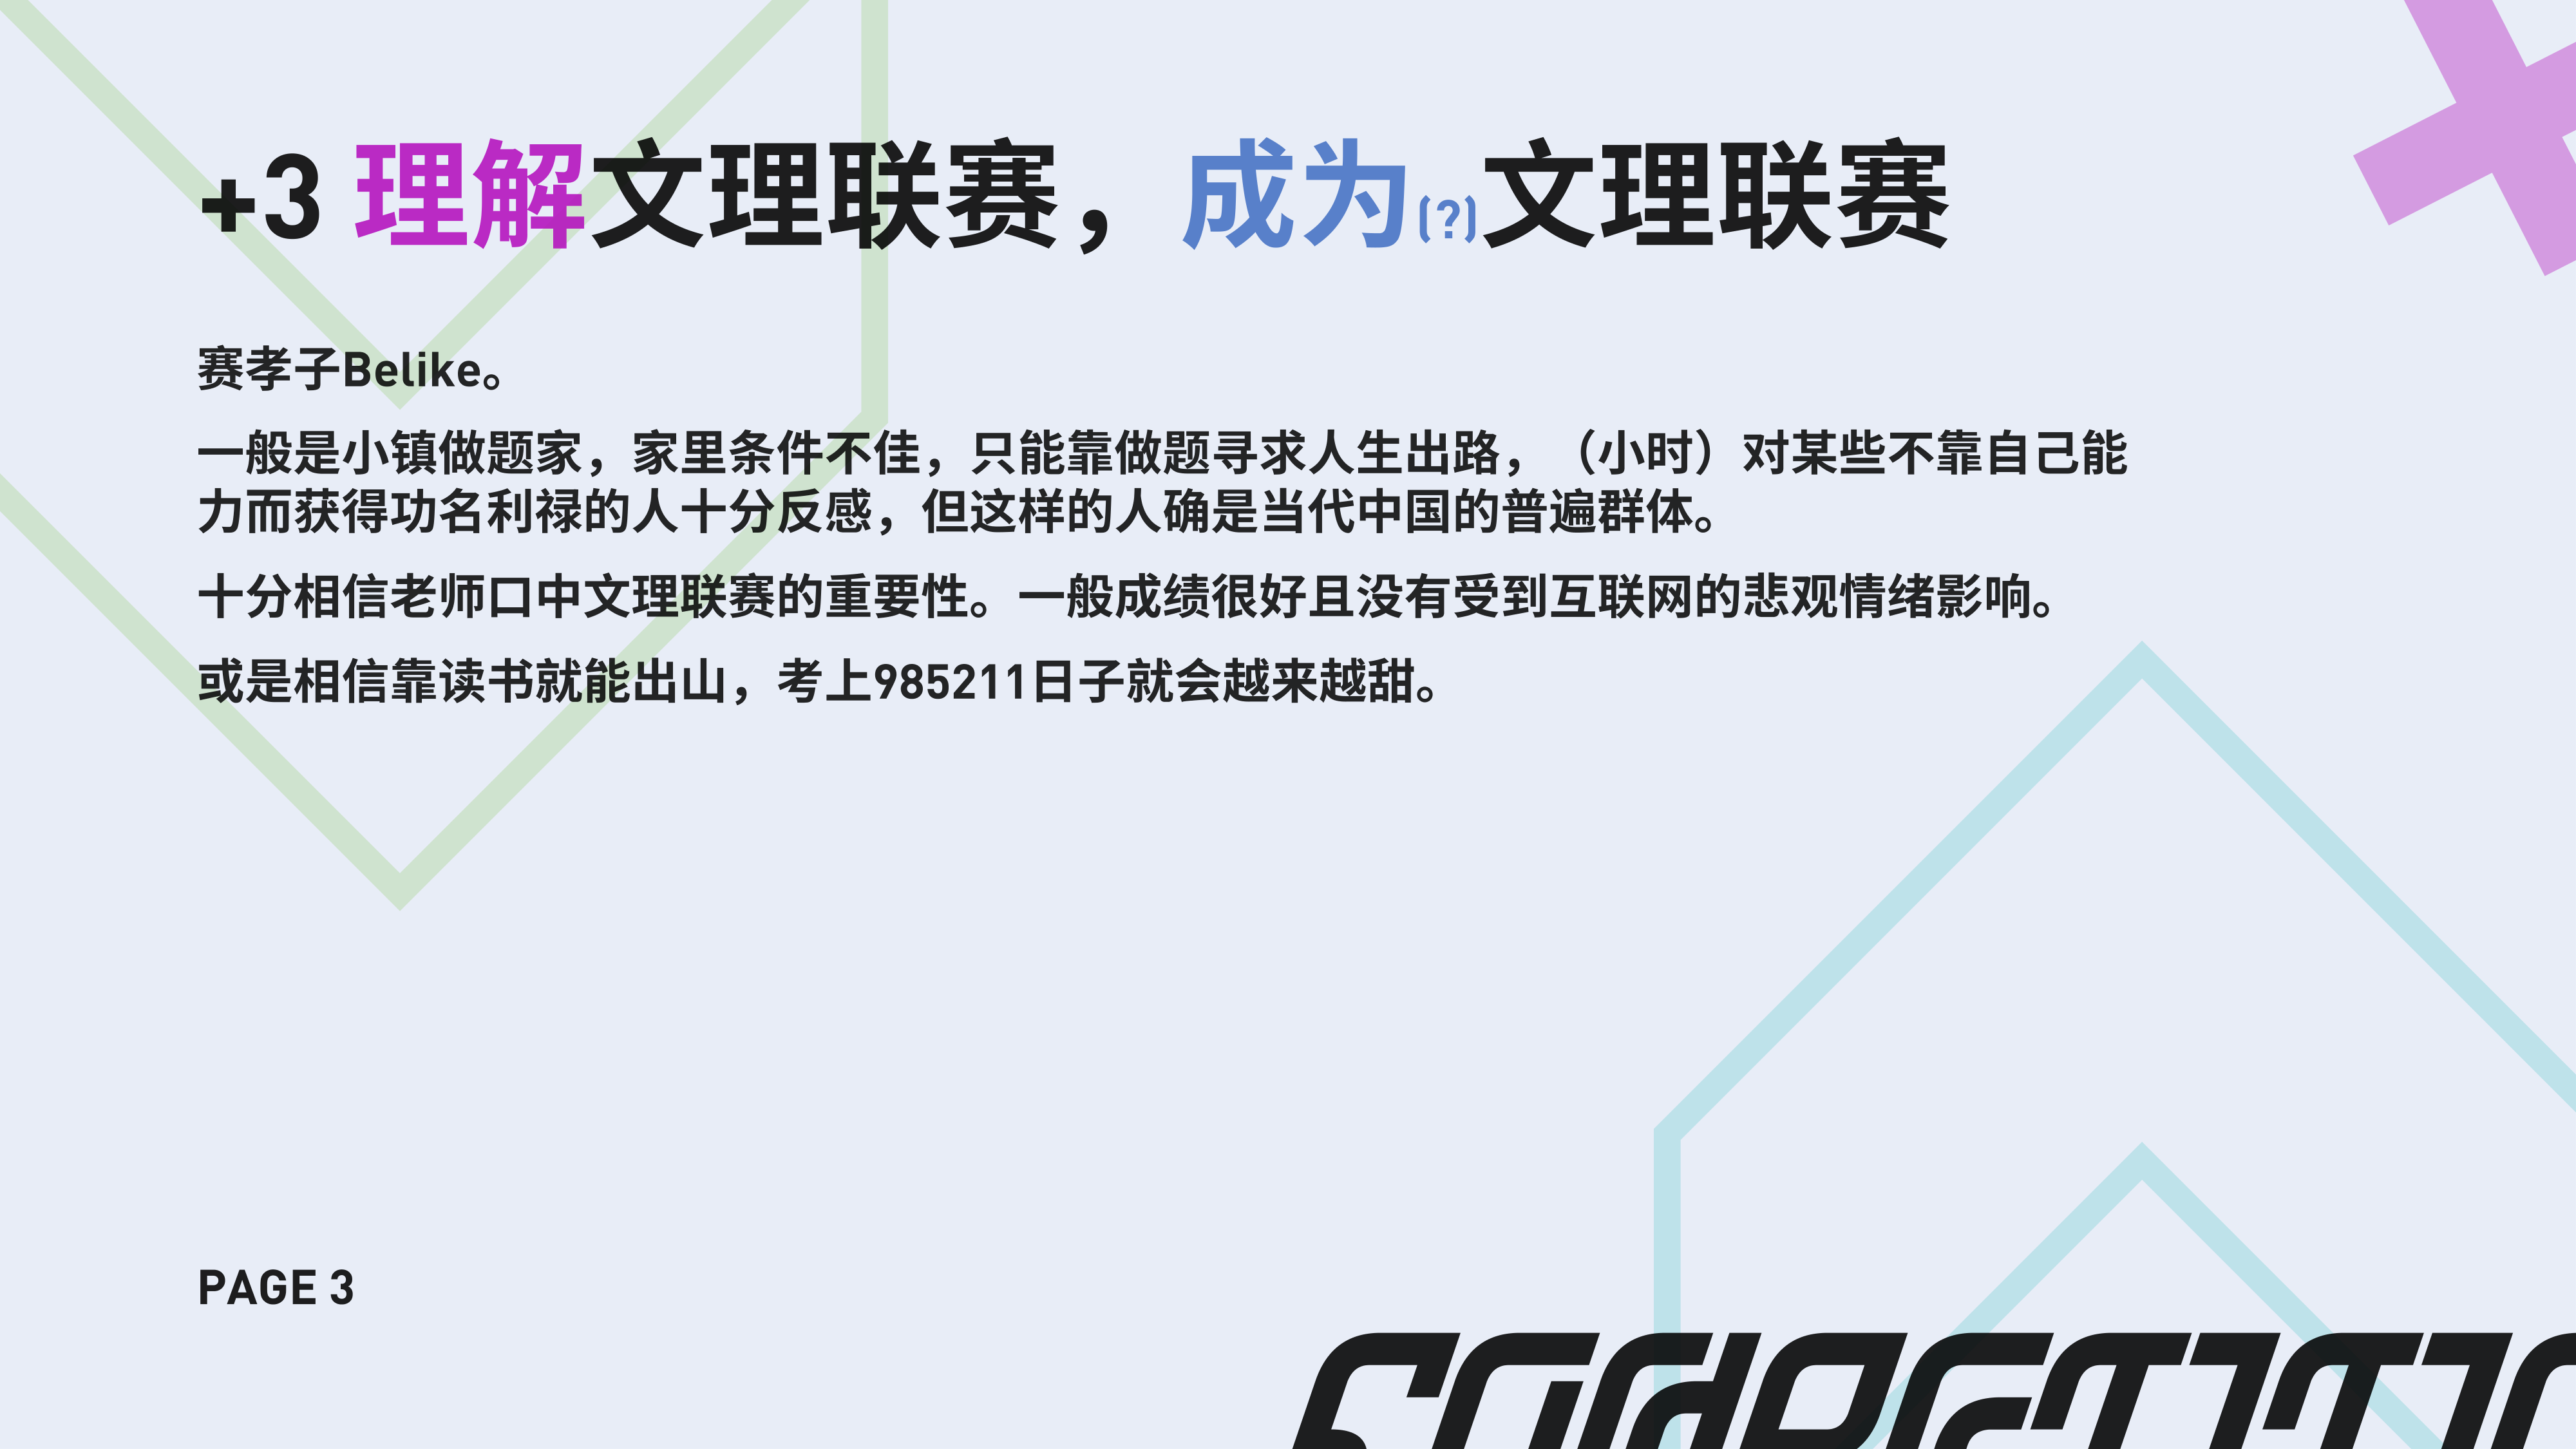 +3 理解文理联赛，成为(?)文理联赛
赛孝子Belike。
一般是小镇做题家，家里条件不佳，只能靠做题寻求人生出路，（小时）对某些不靠自己能
力而获得功名利禄的人十分反感，但这样的人确是当代中国的普遍群体。
十分相信老师口中文理联赛的重要性。一般成绩很好且没有受到互联网的悲观情绪影响。
或是相信靠读书就能出山，考上985211日子就会越来越甜。
PAGE 3